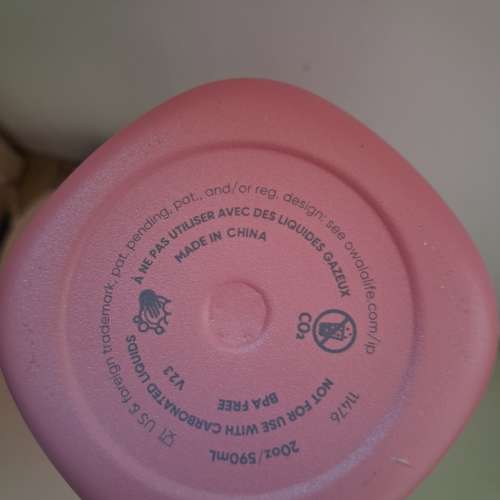 US & foreign trademark, pat. pending, pat., and/or reg. design: see owalalife.com/ip
À NE PAS UTILISER AVEC DES LIQUIDES GAZEUX
MADE IN CHINA
CO₂
V23
BPA FREE
NOT FOR USE WITH CARBONATED LIQUIDS
20oz/590mL